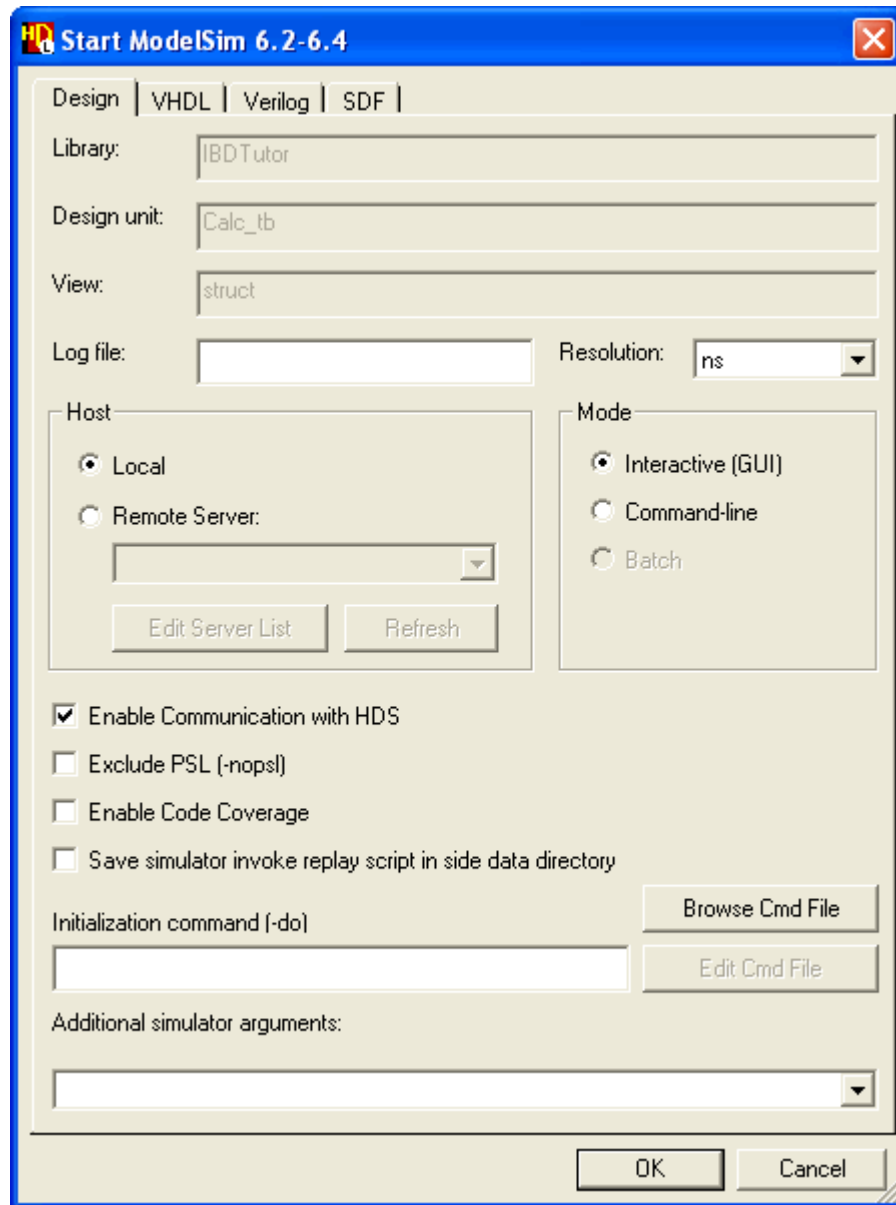 HD L Start ModelSim 6.2-6.4
Design VHDL Verilog SDF
Library: IBDTutor
Design unit: Calc_tb
View: struct
Log file: Resolution: ns
Host Mode
Local Interactive (GUI)
Remote Server: Command-line
Batch
Edit Server List Refresh
Enable Communication with HDS
Exclude PSL (-nopsl)
Enable Code Coverage
Save simulator invoke replay script in side data directory
Browse Cmd File
Initialization command (-do)
Edit Cmd File
Additional simulator arguments:
OK Cancel